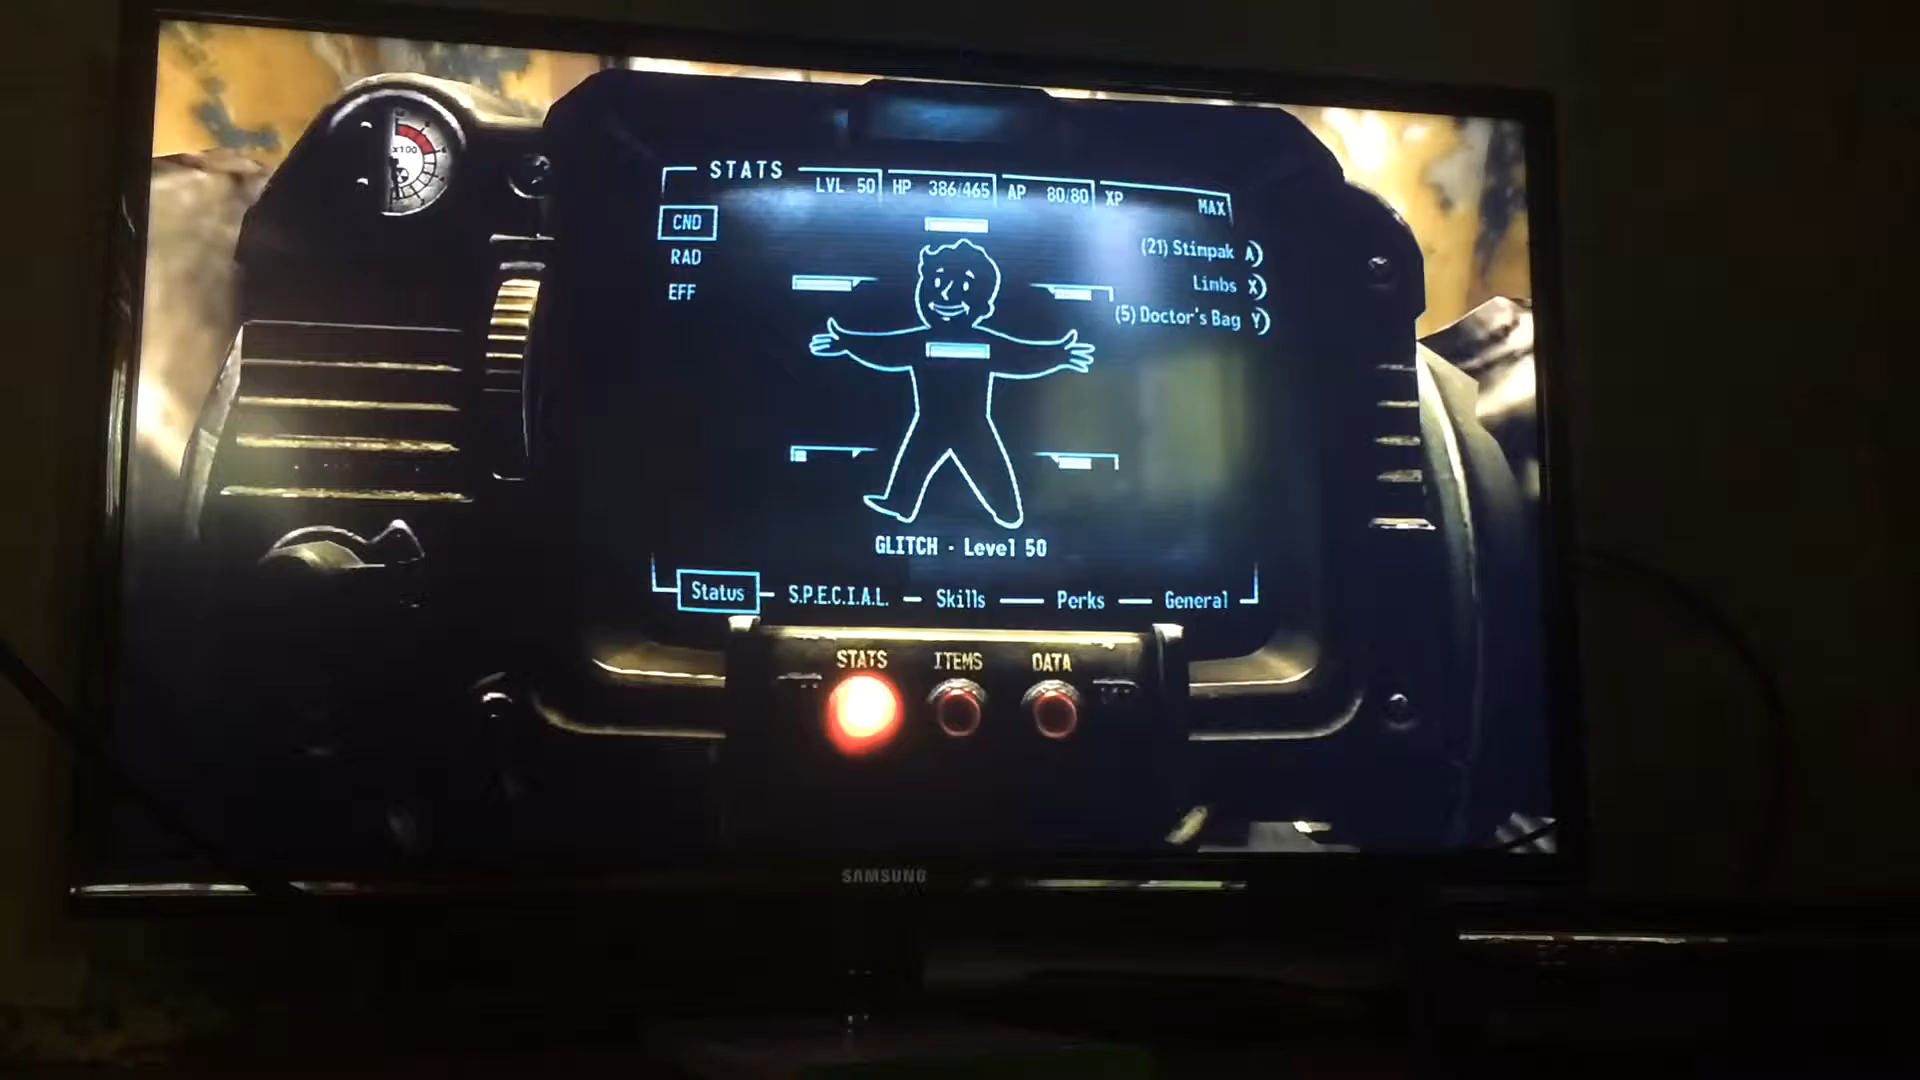 STATS
LVL 50 HP 386/465 AP 80/80 XP MAX
CND
RAD
EFF
(21) Stimpak A)
Limbs X)
(5) Doctor's Bag Y)
GLITCH - Level 50
Status S.P.E.C.I.A.L. Skills Perks General
STATS ITEMS DATA
x100
SAMSUNG